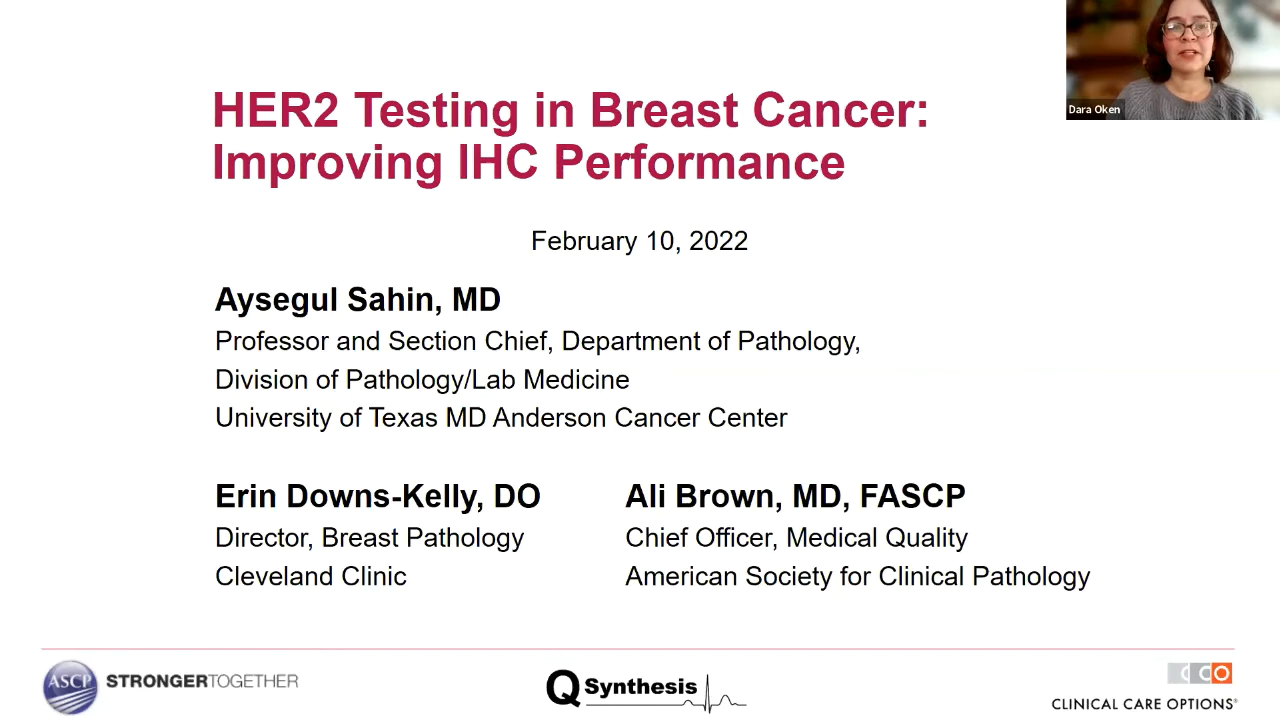 Dara Oken
HER2 Testing in Breast Cancer:
Improving IHC Performance
February 10, 2022
Aysegul Sahin, MD
Professor and Section Chief, Department of Pathology,
Division of Pathology/Lab Medicine
University of Texas MD Anderson Cancer Center
Erin Downs-Kelly, DO
Director, Breast Pathology
Cleveland Clinic
Ali Brown, MD, FASCP
Chief Officer, Medical Quality
American Society for Clinical Pathology
ASCP STRONGERTOGETHER
Q Synthesis
CCO
CLINICAL CARE OPTIONS®